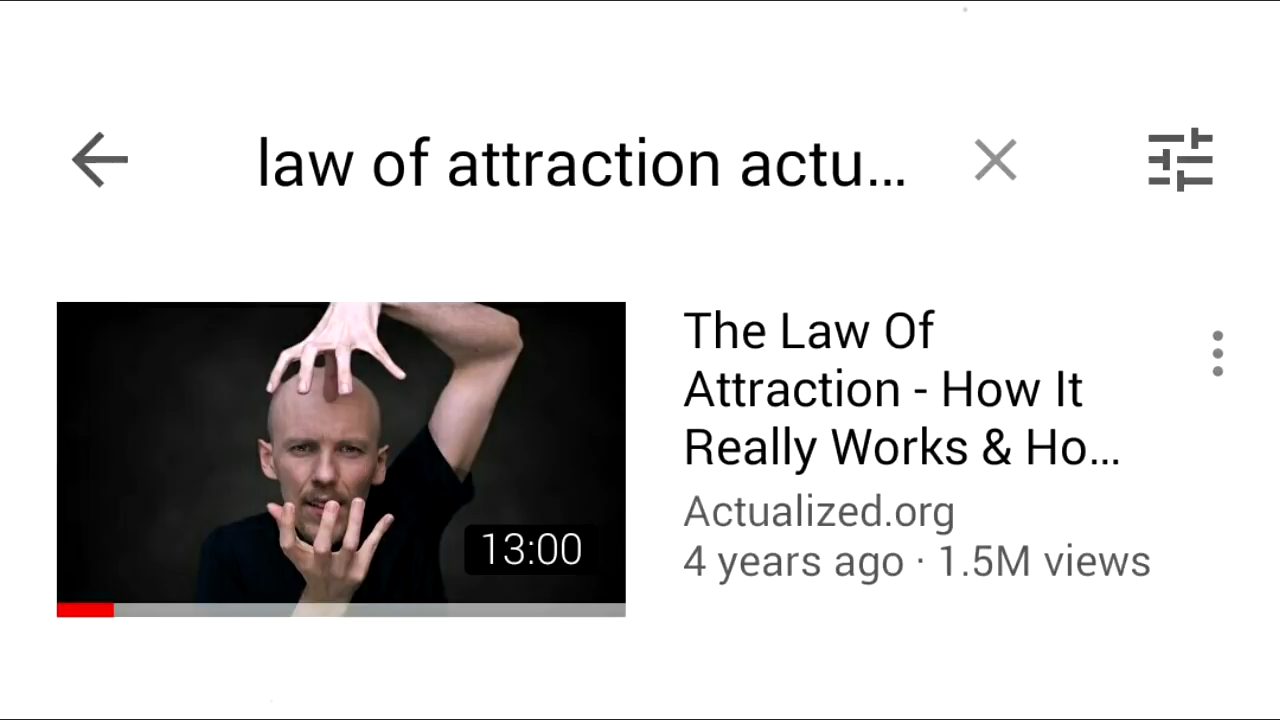 law of attraction actu...
The Law Of
Attraction - How It
Really Works & Ho...
Actualized.org
4 years ago · 1.5M views
13:00